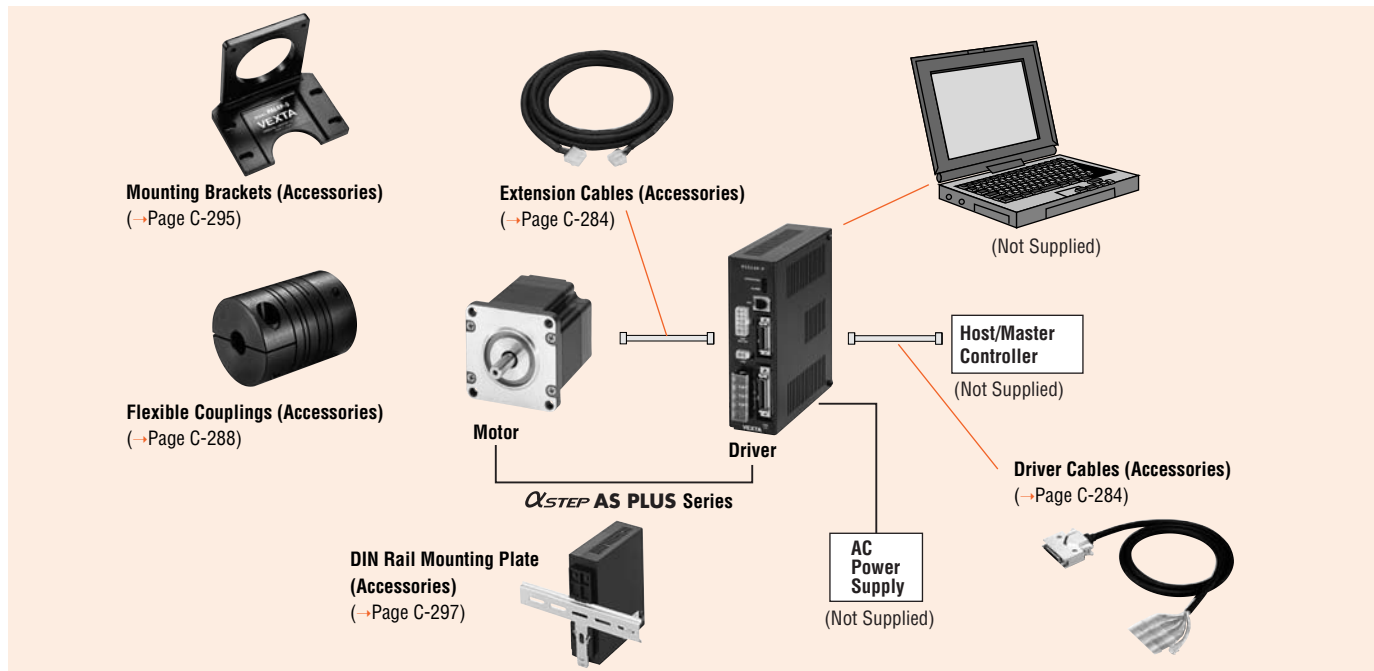 VEXTA
Mounting Brackets (Accessories)
(→Page C-295)
Extension Cables (Accessories)
(→Page C-284)
(Not Supplied)
Flexible Couplings (Accessories)
(→Page C-288)
Motor
Driver
VEXTA
Host/Master
Controller
(Not Supplied)
αSTEP AS PLUS Series
Driver Cables (Accessories)
(→Page C-284)
DIN Rail Mounting Plate
(Accessories)
(→Page C-297)
AC
Power
Supply
(Not Supplied)